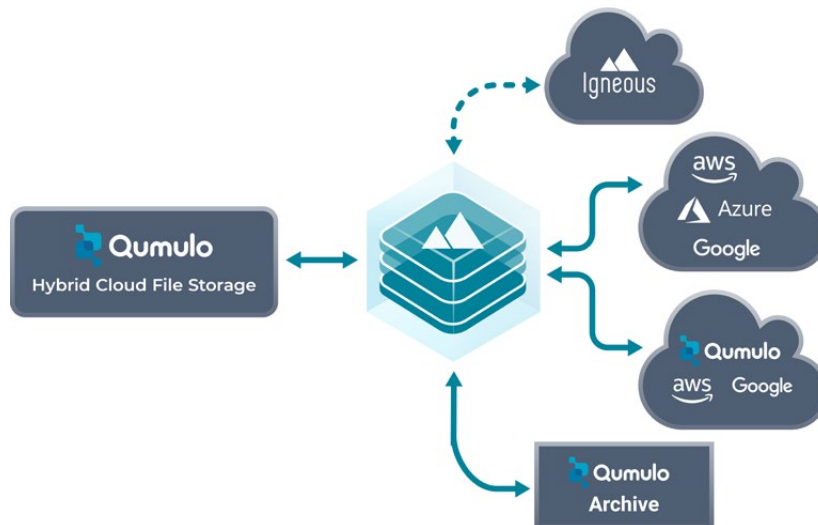 Igneous
aws
Azure
Google
Qumulo
Hybrid Cloud File Storage
Qumulo
aws Google
Qumulo
Archive